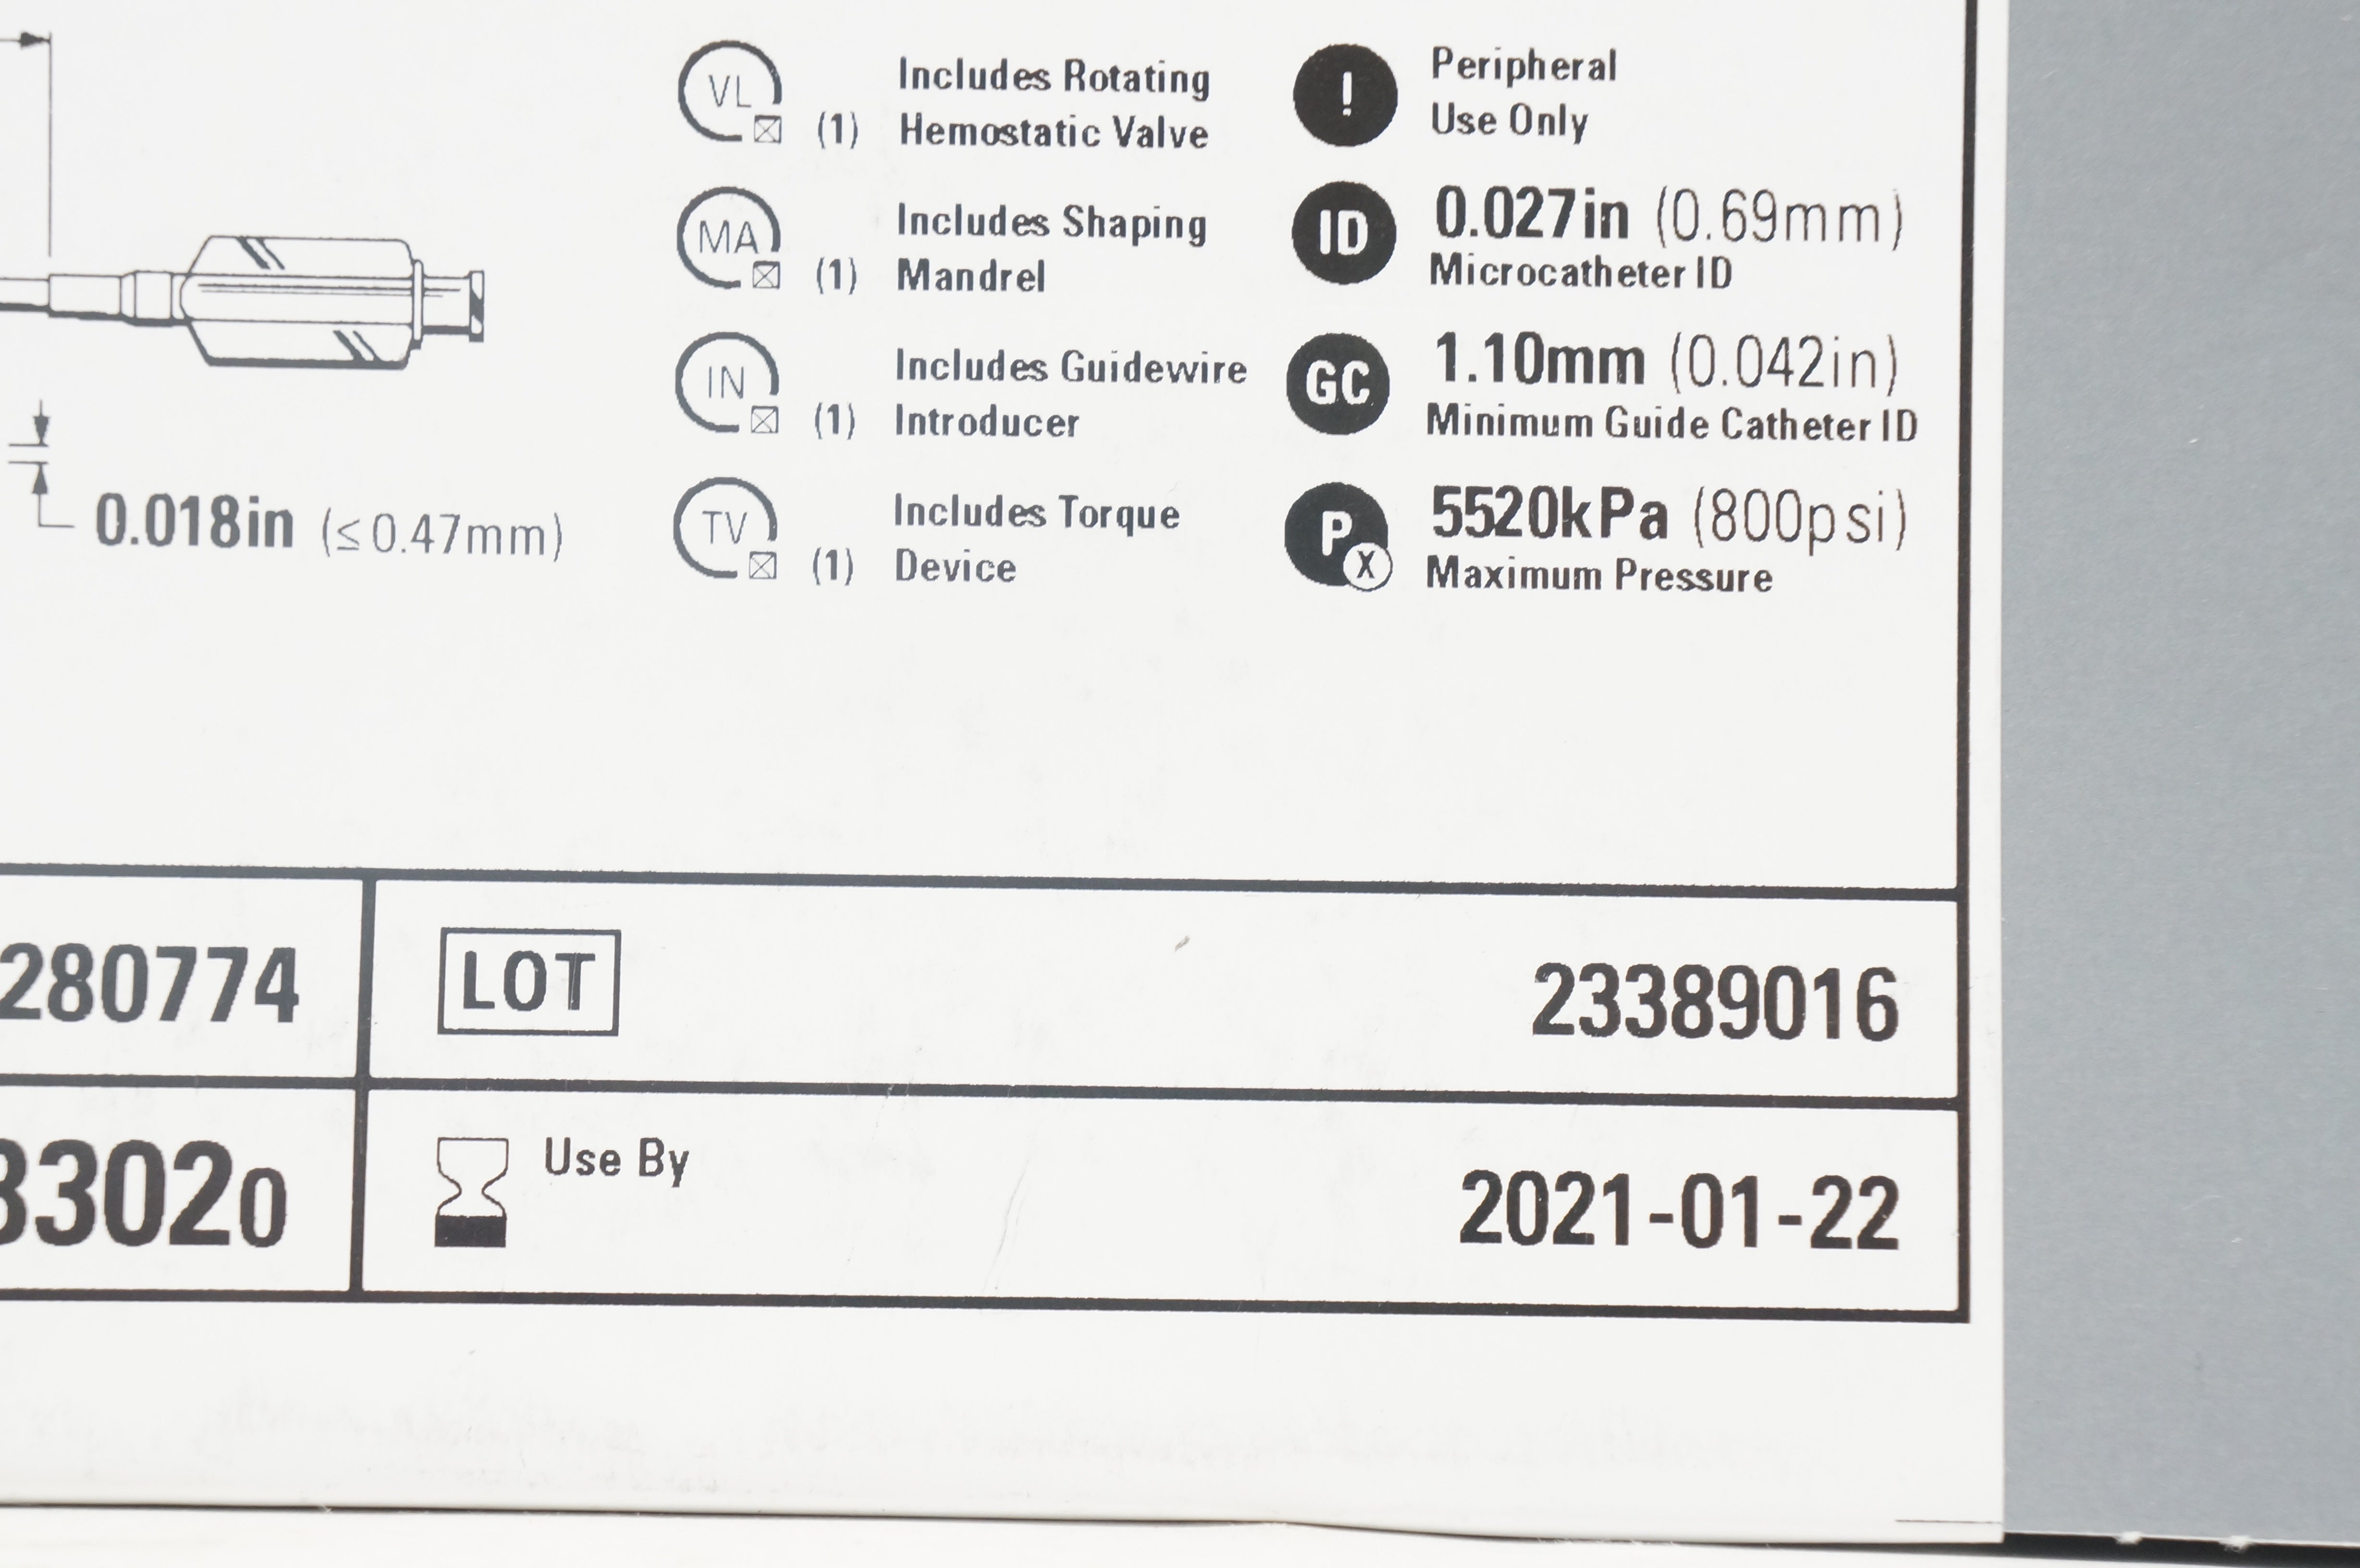 VL (1) Includes Rotating
Hemostatic Valve
MA (1) Includes Shaping
Mandrel
IN (1) Includes Guidewire
Introducer
TV (1) Includes Torque
Device
0.018in (≤0.47mm)
! Peripheral
Use Only
ID 0.027in (0.69mm)
Microcatheter ID
GC 1.10mm (0.042in)
Minimum Guide Catheter ID
P X 5520kPa (800psi)
Maximum Pressure
280774
LOT 23389016
33020
Use By 2021-01-22